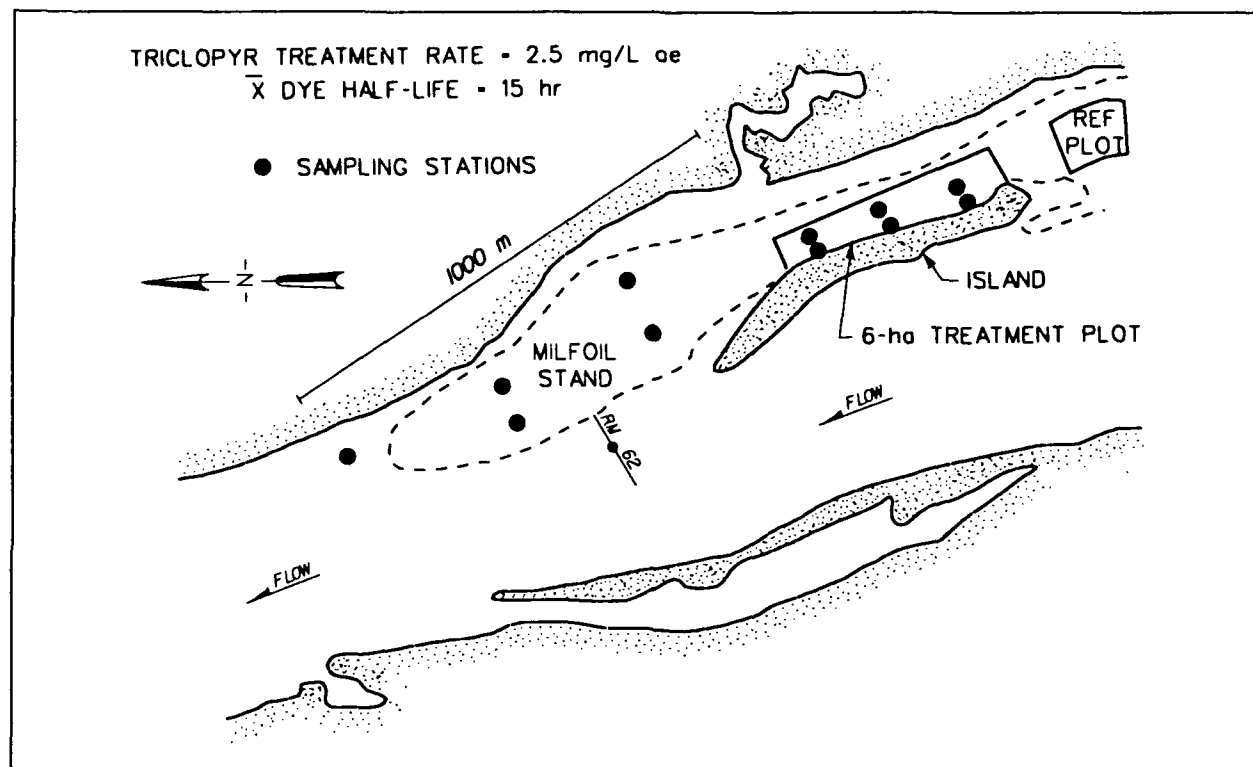 TRICLOPYR TREATMENT RATE = 2.5 mg/L ae
X̅ DYE HALF-LIFE = 15 hr
SAMPLING STATIONS
REF
PLOT
1000 m
N
ISLAND
6-ha TREATMENT PLOT
MILFOIL
STAND
FLOW
RM 62
FLOW